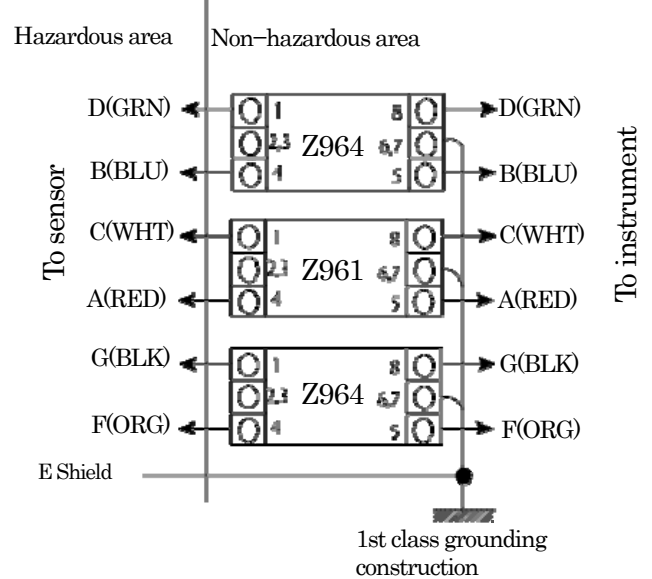 Hazardous area
Non-hazardous area
D(GRN) 1 8 D(GRN)
2,3 Z964 6,7
B(BLU) 4 5 B(BLU)
To sensor
To instrument
C(WHT) 1 8 C(WHT)
2,3 Z961 6,7
A(RED) 4 5 A(RED)
G(BLK) 1 8 G(BLK)
2,3 Z964 6,7
F(ORG) 4 5 F(ORG)
E Shield
1st class grounding
construction